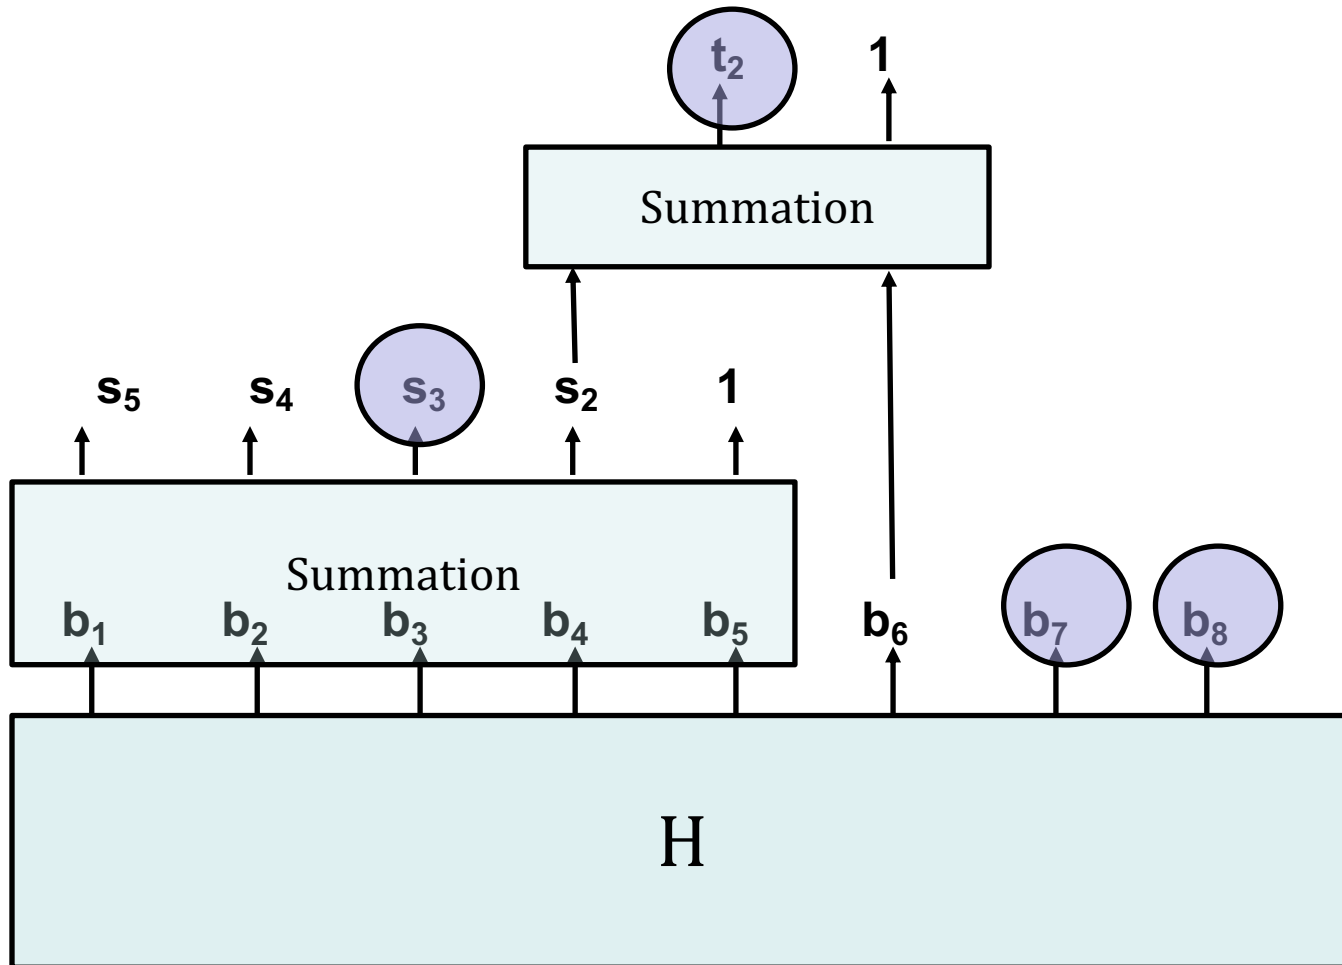 t₂ 1
Summation
s₅ s₄ s₃ s₂ 1
Summation
b₁ b₂ b₃ b₄ b₅ b₆ b₇ b₈
H